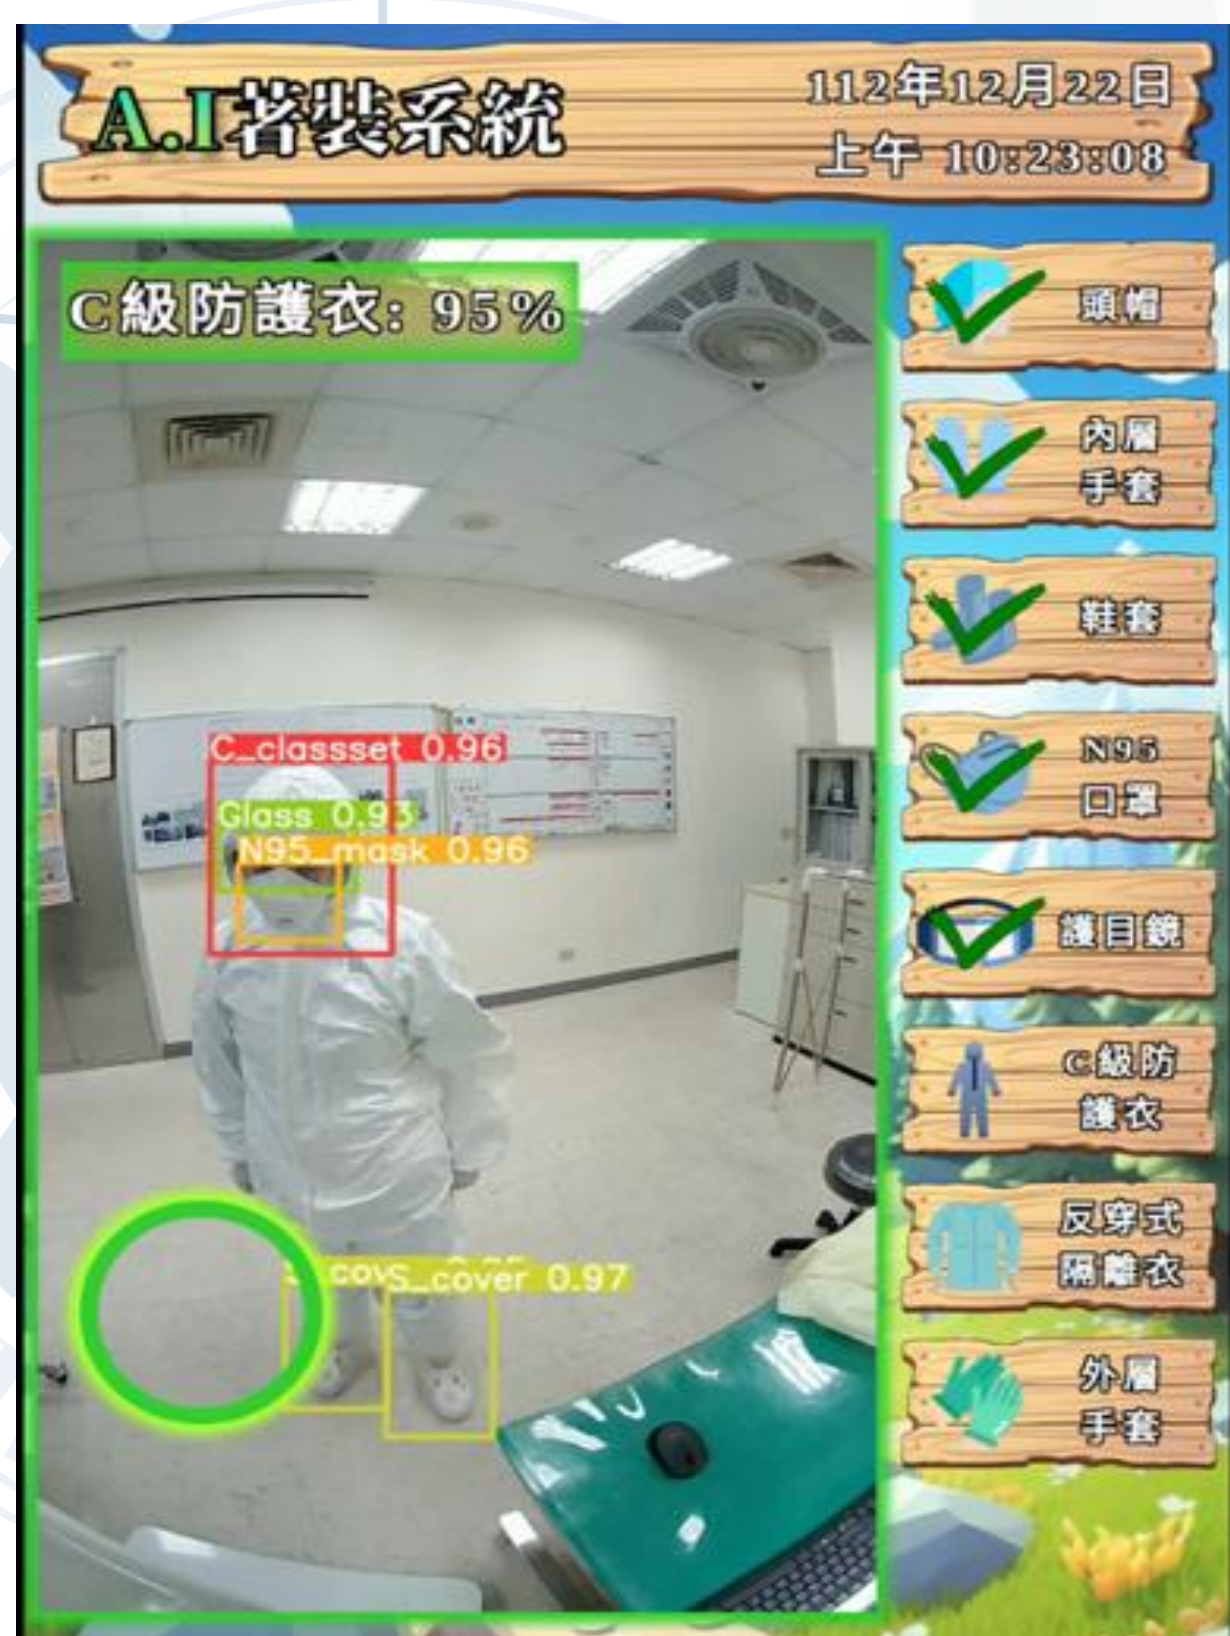 A.I著裝系統
112年12月22日
上午 10:23:08
C級防護衣: 95%
頭帽
內層
手套
鞋套
N95
口罩
護目鏡
C級防
護衣
反穿式
隔離衣
外層
手套
C_classset 0.96
Glass 0.93
N95_mask 0.96
S_cover 0.97